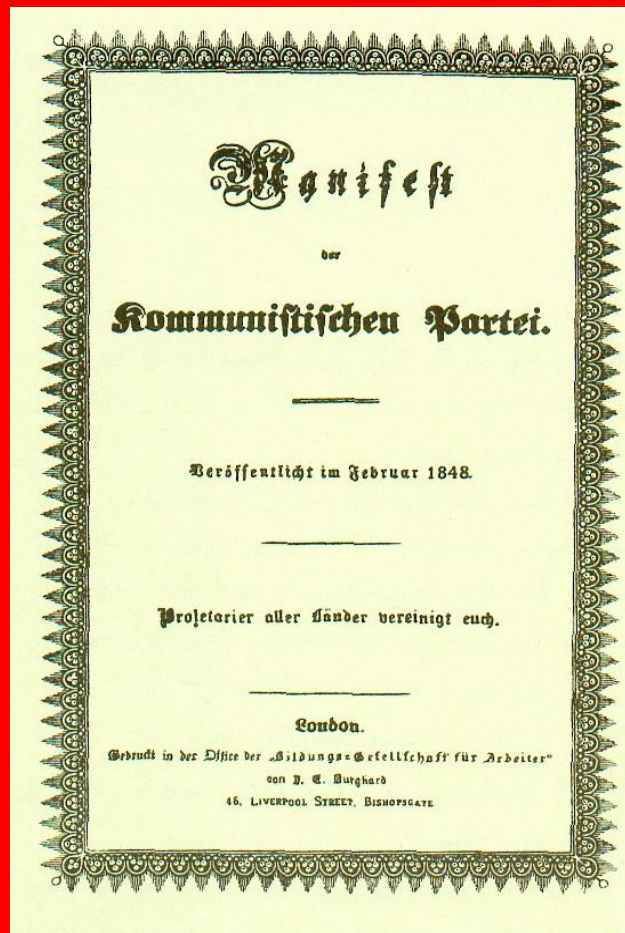 Manifest
der
Kommunistischen Partei.
Veröffentlicht im Februar 1848.
Proletarier aller Länder vereinigt euch.
London.
Gedruckt in der Office der „Bildungs=Gesellschaft für Arbeiter“
von J. E. Burghard
46, LIVERPOOL STREET, BISHOPSGATE